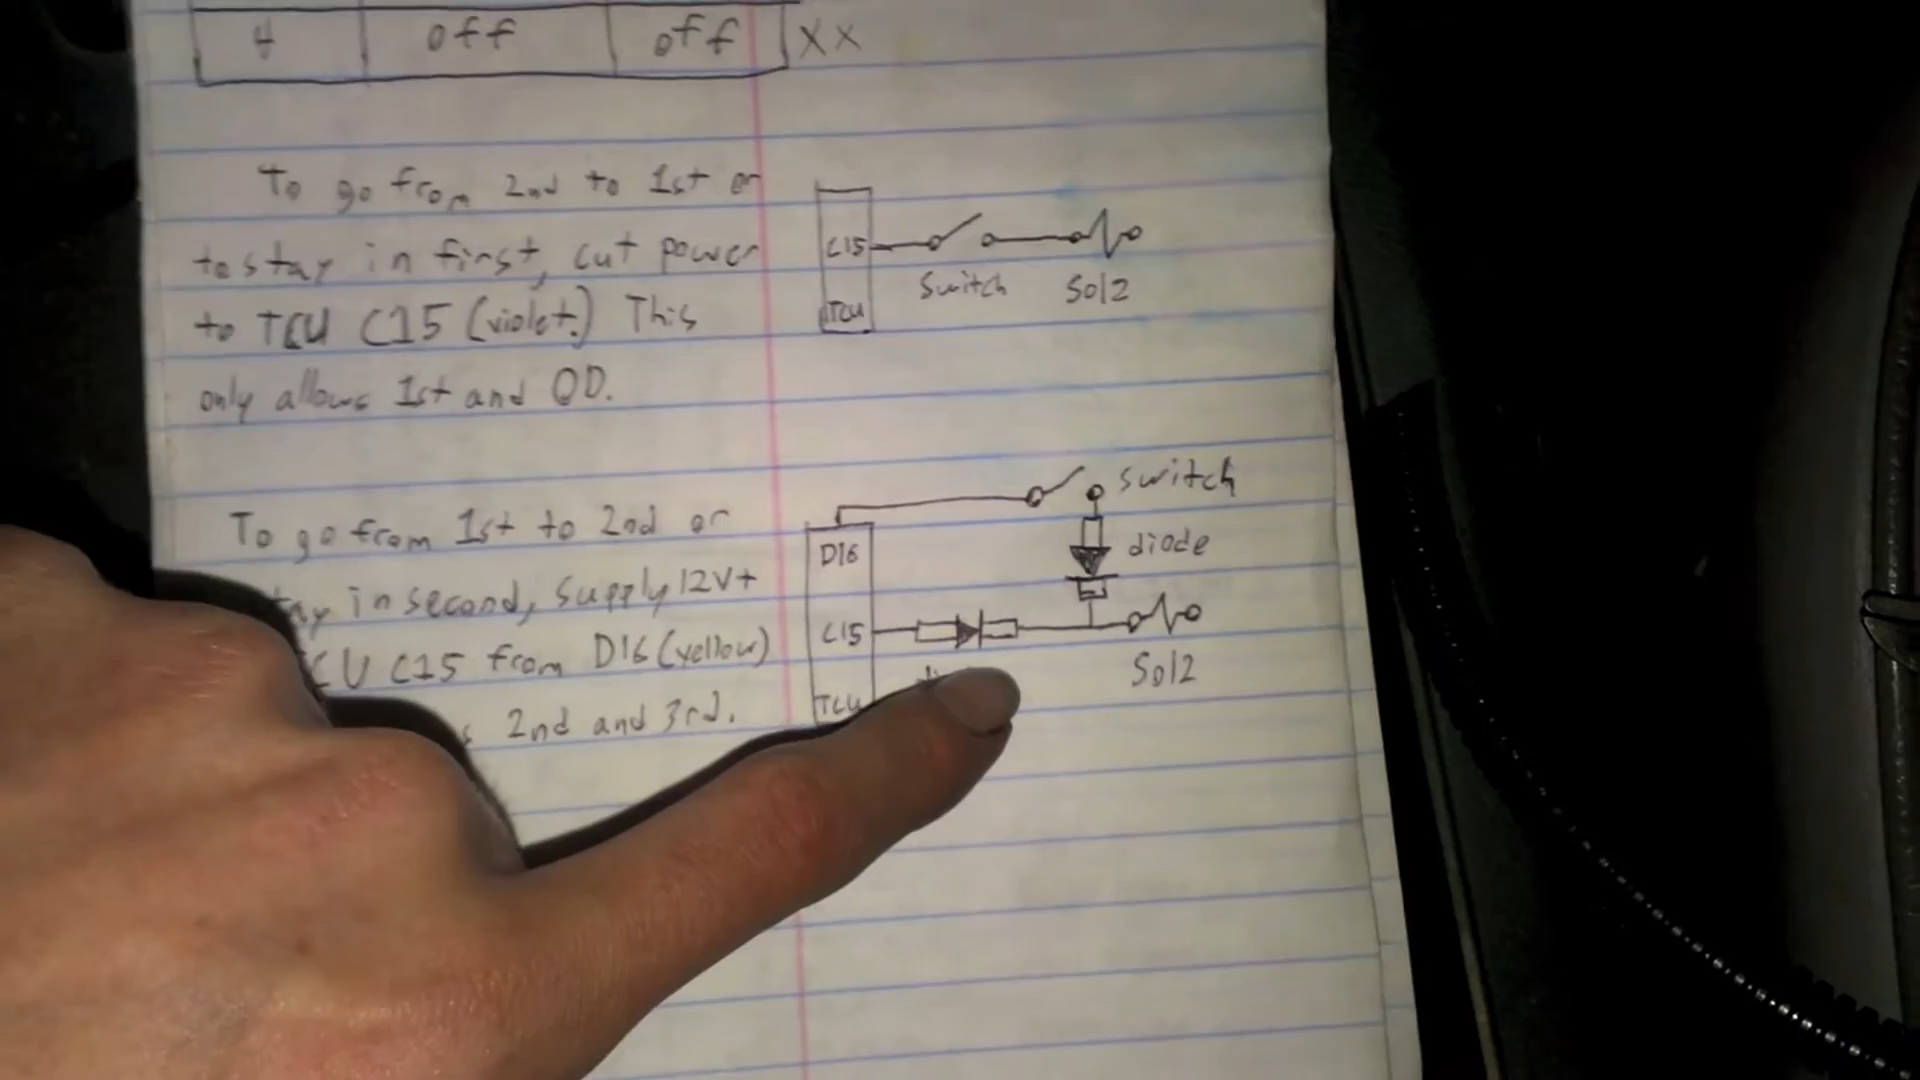 4 off off XX
To go from 2nd to 1st or
to stay in first, cut power
to TCU C15 (violet.) This
only allows 1st and OD.
C15
Switch Sol2
TCU
To go from 1st to 2nd or
in second, supply 12V+
C15 from D16 (yellow)
2nd and 3rd.
switch
D16 diode
C15
Sol2
TCU